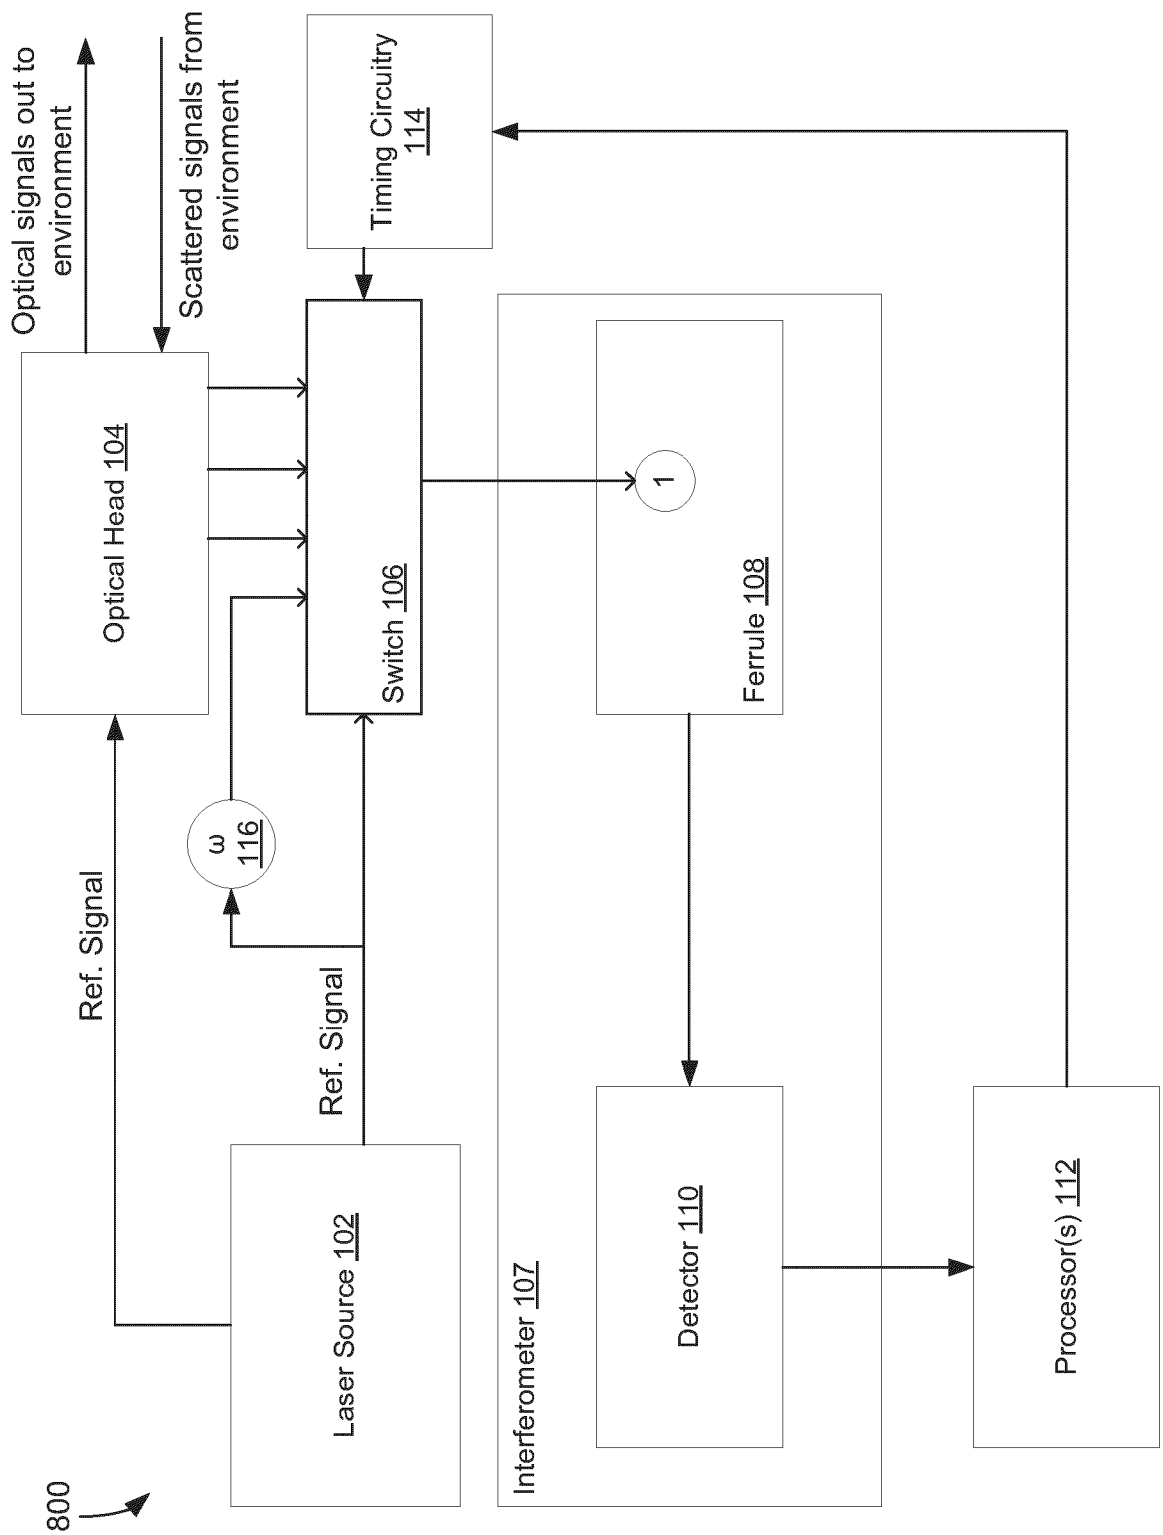 800
Optical signals out to
environment
Scattered signals from
environment
Ref. Signal
Optical Head 104
ω
116
Ref. Signal
Laser Source 102
Switch 106
Timing Circuitry
114
Interferometer 107
1
Ferrule 108
Detector 110
Processor(s) 112